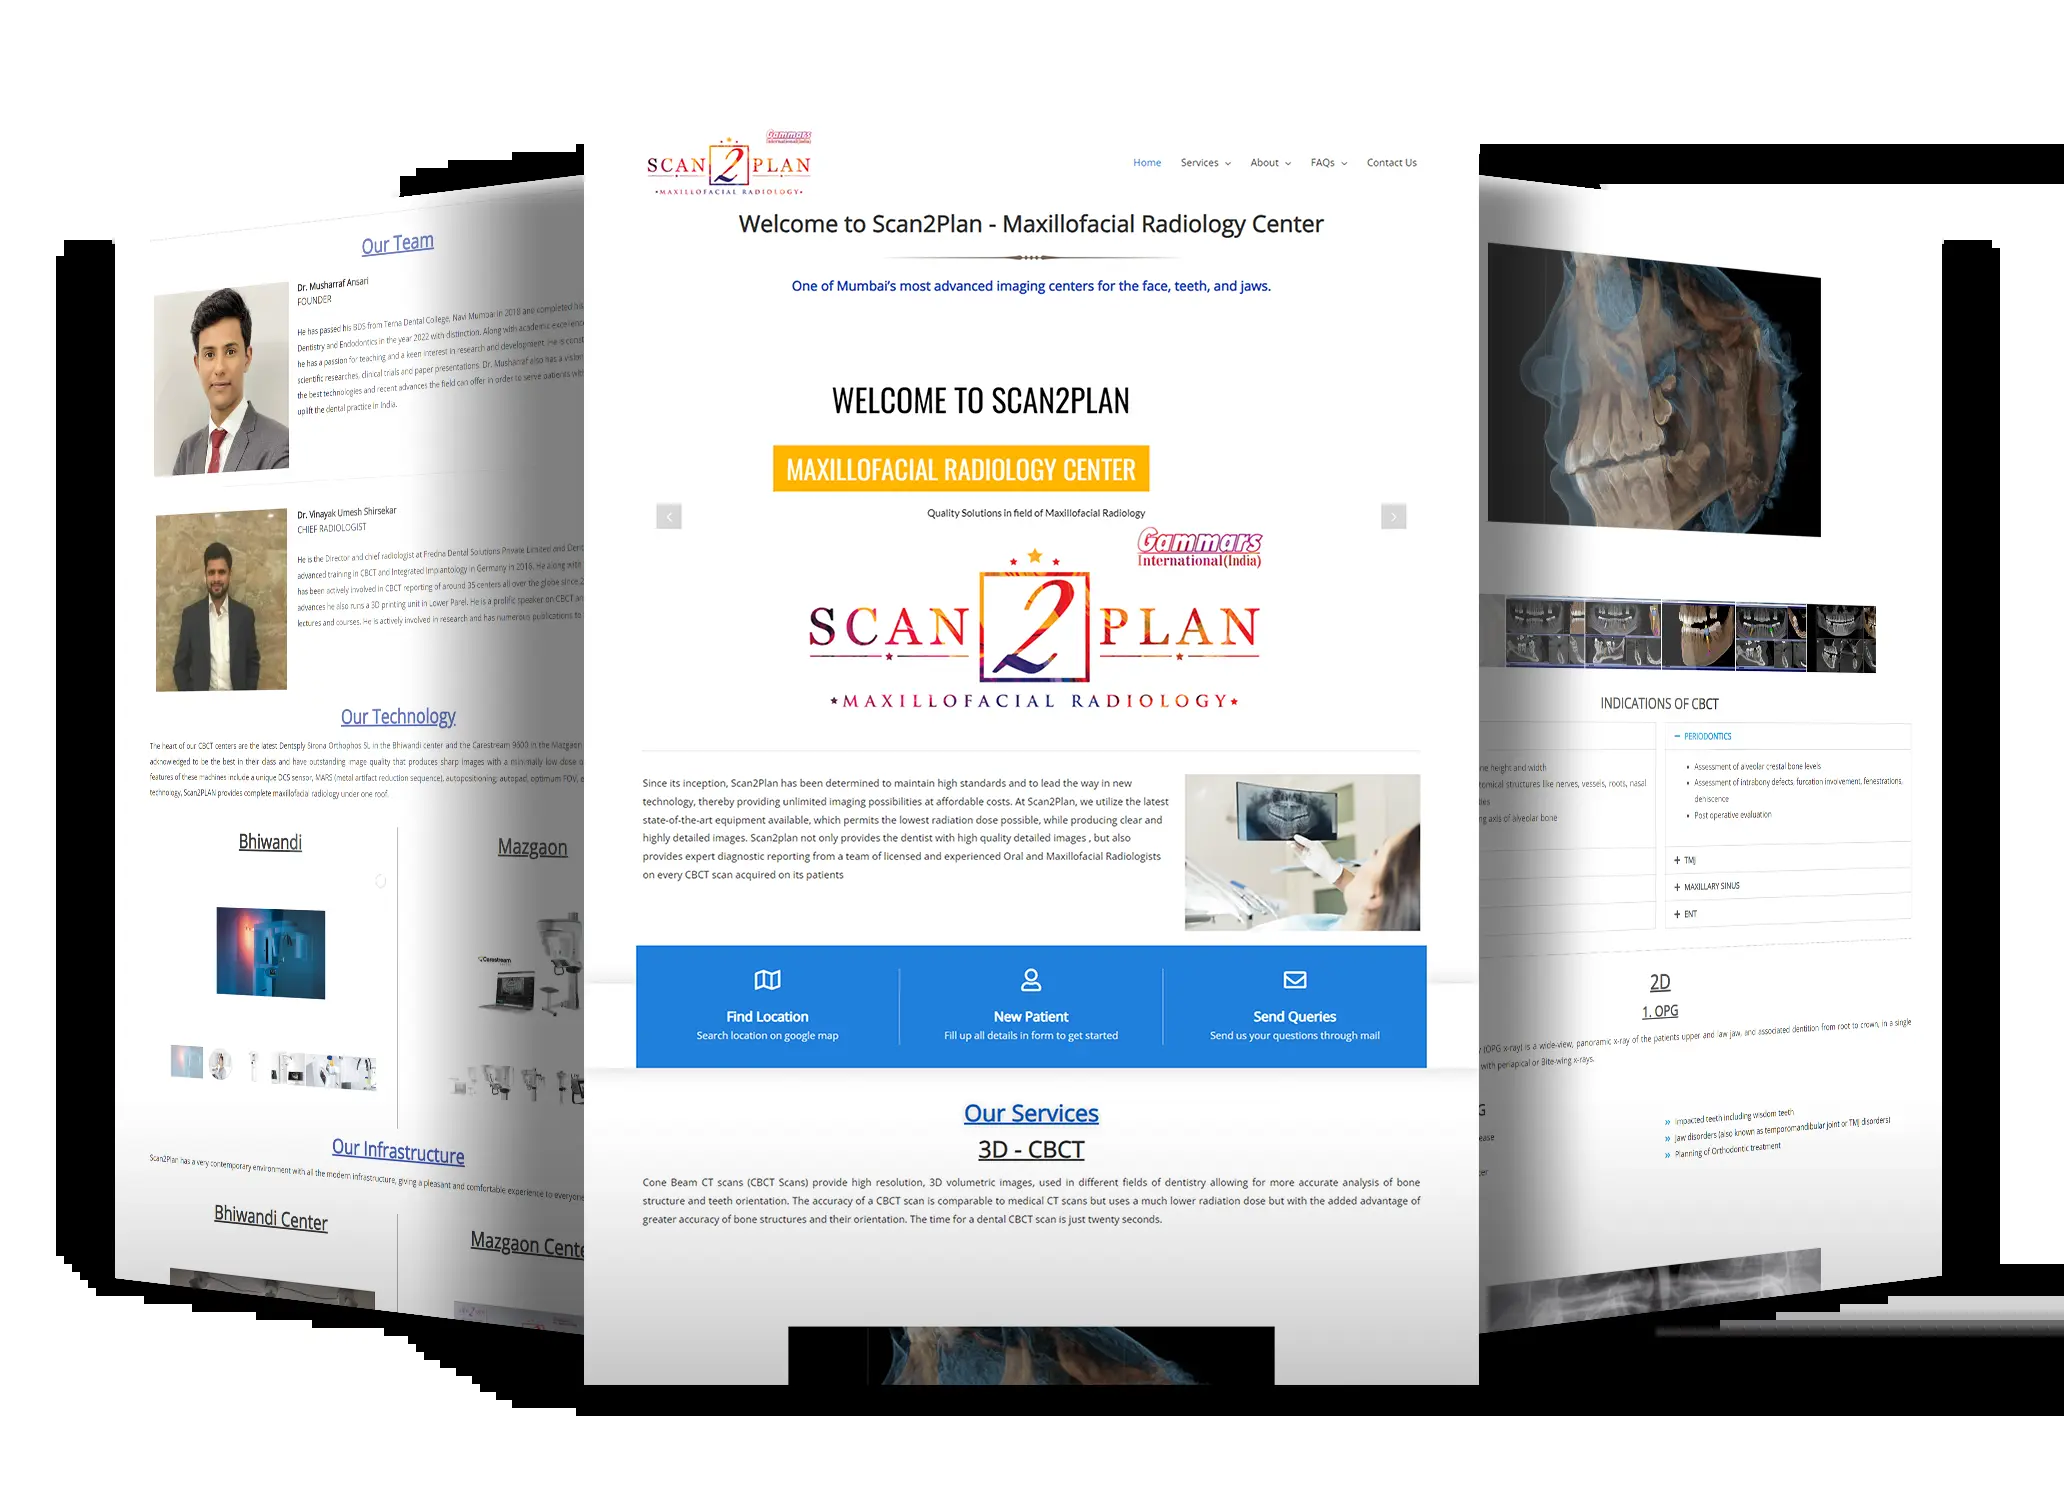 Our Team
Dr. Musharraf Ansari
FOUNDER
He has passed his BDS from Terna Dental College, Navi Mumbai in 2018 and completed his
Dentistry and Endodontics in the year 2022 with distinction. Along with academic excellence
he has a passion for teaching and a keen interest in research and development. He is
scientific researches, clinical trials and paper presentations. Dr. Musharraf also has a vision
the best technologies and recent advances the field can offer in order to serve patients
uplift the dental practice in India.
Dr. Vinayak Umesh Shirsekar
CHIEF RADIOLOGIST
He is the Director and chief radiologist at Fredna Dental Solutions Private Limited and
advanced training in CBCT and Integrated Implantology in Germany in 2016. He along with
has been actively involved in CBCT reporting of around 35 centers all over the globe since
advances he also runs a 3D printing unit in Lower Parel. He is a prolific speaker on CBCT
lectures and courses. He is actively involved in research and has numerous publications to
Our Technology
The heart of our CBCT centers are the latest Dentsply Sirona Orthophos SL in the Bhiwandi center and the Carestream 9600 in the Mazgaon
acknowledged to be the best in their class and have outstanding image quality that produces sharp images with a minimally low dose
features of these machines include a unique DCS sensor, MARS (metal artifact reduction sequence), autopositioning, autopad, optimum FOV,
technology, Scan2PLAN provides complete maxillofacial radiology under one roof.
Bhiwandi
Mazgaon
Carestream
Our Infrastructure
Scan2Plan has a very contemporary environment with all the modern infrastructure, giving a pleasant and comfortable experience to everyone
Bhiwandi Center
Mazgaon Cente
Gammars
International(India)
SCAN 2 PLAN
MAXILLOFACIAL RADIOLOGY
Home Services About FAQs Contact Us
Welcome to Scan2Plan - Maxillofacial Radiology Center
One of Mumbai's most advanced imaging centers for the face, teeth, and jaws.
WELCOME TO SCAN2PLAN
MAXILLOFACIAL RADIOLOGY CENTER
Quality Solutions in field of Maxillofacial Radiology
Gammars
International(India)
SCAN 2 PLAN
MAXILLOFACIAL RADIOLOGY
Since its inception, Scan2Plan has been determined to maintain high standards and to lead the way in new
technology, thereby providing unlimited imaging possibilities at affordable costs. At Scan2Plan, we utilize the latest
state-of-the-art equipment available, which permits the lowest radiation dose possible, while producing clear and
highly detailed images. Scan2plan not only provides the dentist with high quality detailed images , but also
provides expert diagnostic reporting from a team of licensed and experienced Oral and Maxillofacial Radiologists
on every CBCT scan acquired on its patients
Find Location
Search location on google map
New Patient
Fill up all details in form to get started
Send Queries
Send us your questions through mail
Our Services
3D - CBCT
Cone Beam CT scans (CBCT Scans) provide high resolution, 3D volumetric images, used in different fields of dentistry allowing for more accurate analysis of bone
structure and teeth orientation. The accuracy of a CBCT scan is comparable to medical CT scans but uses a much lower radiation dose but with the added advantage of
greater accuracy of bone structures and their orientation. The time for a dental CBCT scan is just twenty seconds.
INDICATIONS OF CBCT
ne height and width
tomical structures like nerves, vessels, roots, nasal
ng axis of alveolar bone
− PERIODONTICS
Assessment of alveolar crestal bone levels
Assessment of intrabony defects, furcation involvement, fenestrations,
dehiscence
Post operative evaluation
+ TMJ
+ MAXILLARY SINUS
+ ENT
2D
1. OPG
(OPG x-ray) is a wide-view, panoramic x-ray of the patients upper and law jaw, and associated dentition from root to crown, in a single
with periapical or Bite-wing x-rays.
» Impacted teeth including wisdom teeth
» Jaw disorders (also known as temporomandibular joint or TMJ disorders)
» Planning of Orthodontic treatment